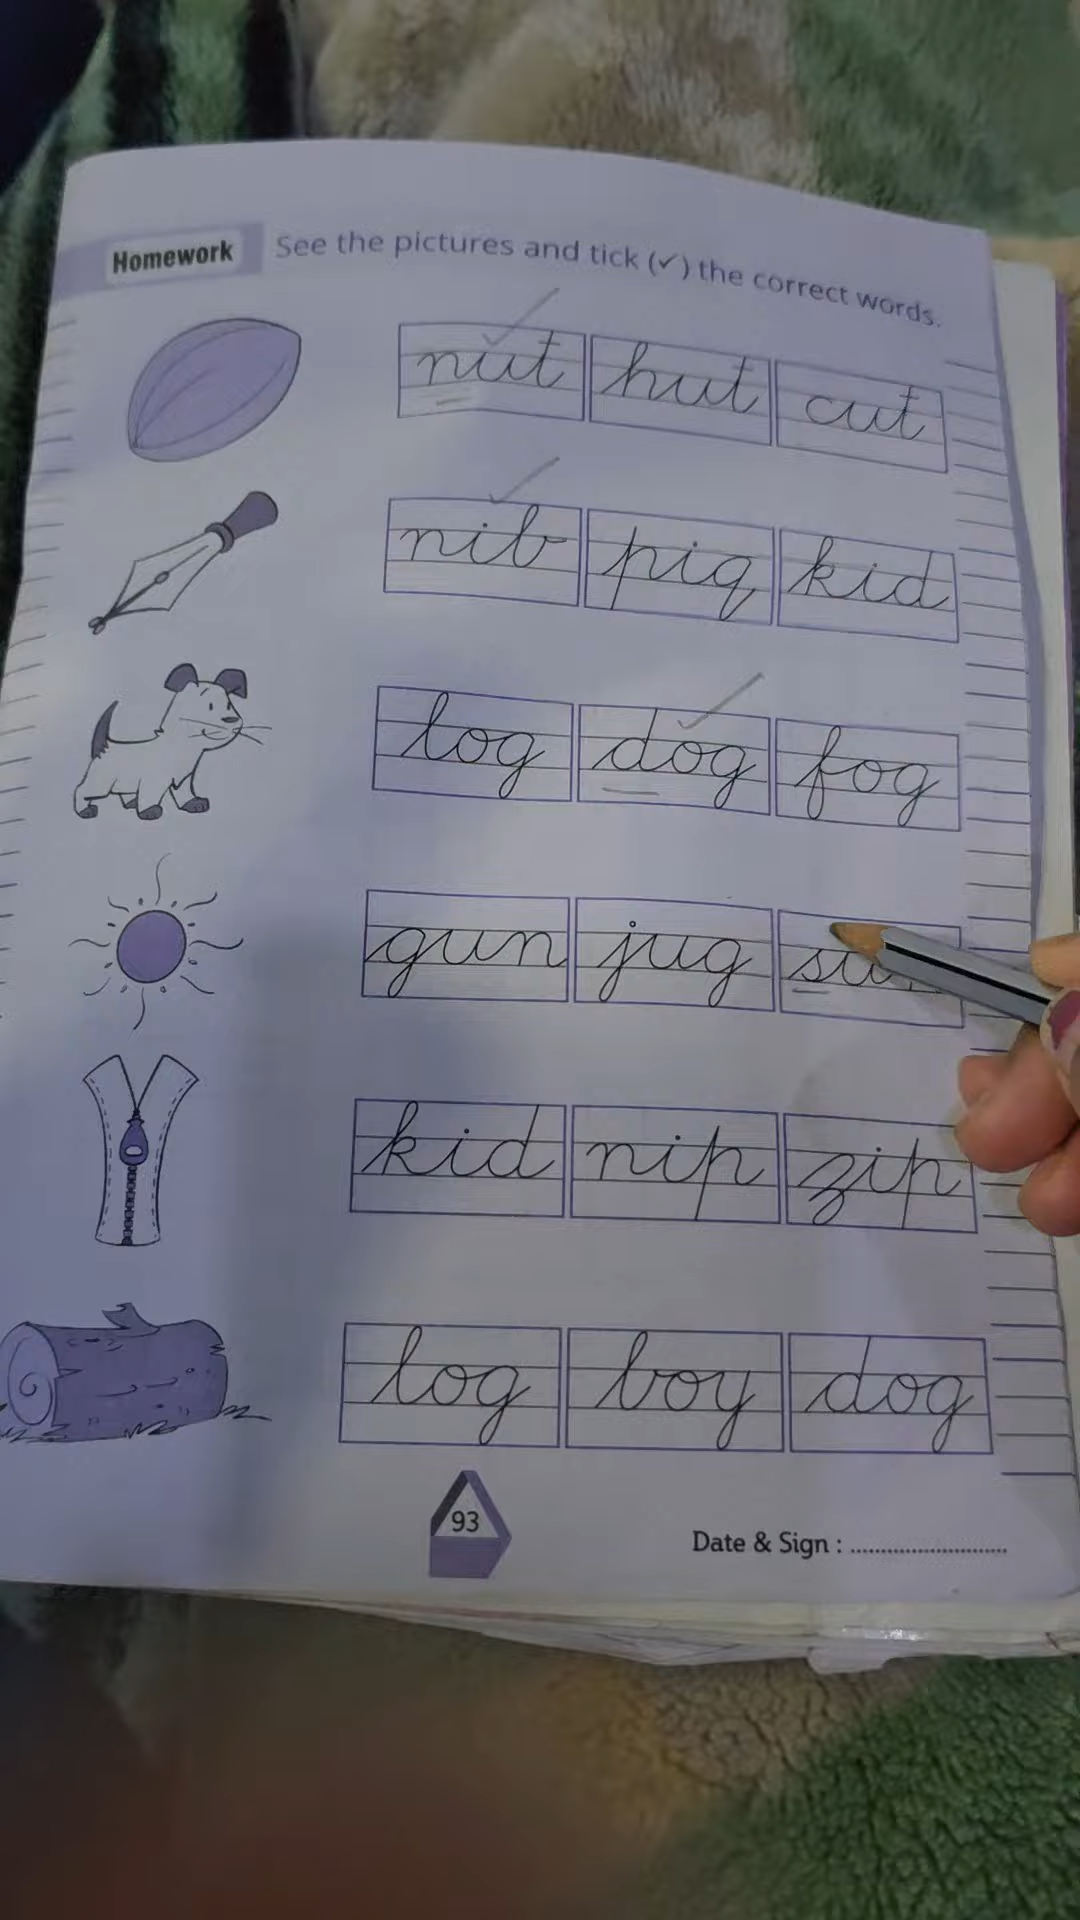 Homework See the pictures and tick (✓) the correct words.
nut hut cut
nib pig kid
log dog fog
gun jug
kid nip zip
log boy dog
93
Date & Sign : ............................